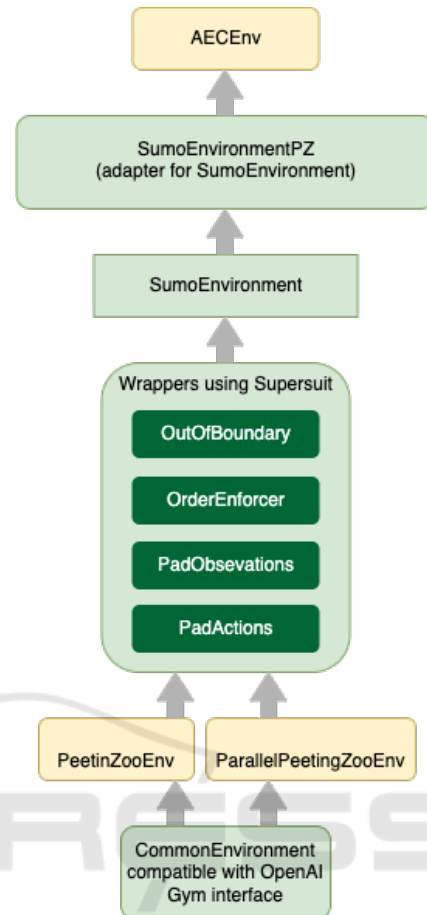 AECEnv
SumoEnvironmentPZ
(adapter for SumoEnvironment)
SumoEnvironment
Wrappers using Supersuit
OutOfBoundary
OrderEnforcer
PadObsevations
PadActions
PeetinZooEnv
ParallelPeetingZooEnv
CommonEnvironment
compatible with OpenAI
Gym interface